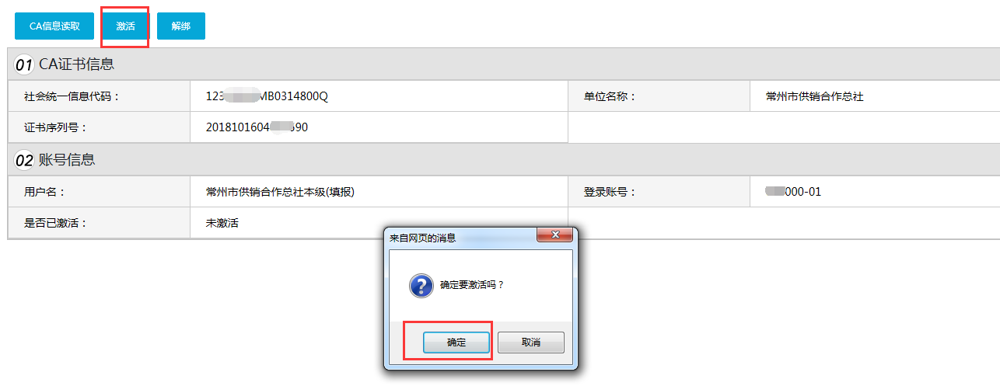 CA信息读取 激活 解绑
01 CA证书信息
社会统一信息代码： 123 MB0314800Q 单位名称： 常州市供销合作总社
证书序列号： 2018101604 590
02 账号信息
用户名： 常州市供销合作总社本级(填报) 登录账号： 000-01
是否已激活： 未激活
来自网页的消息
确定要激活吗？
确定 取消